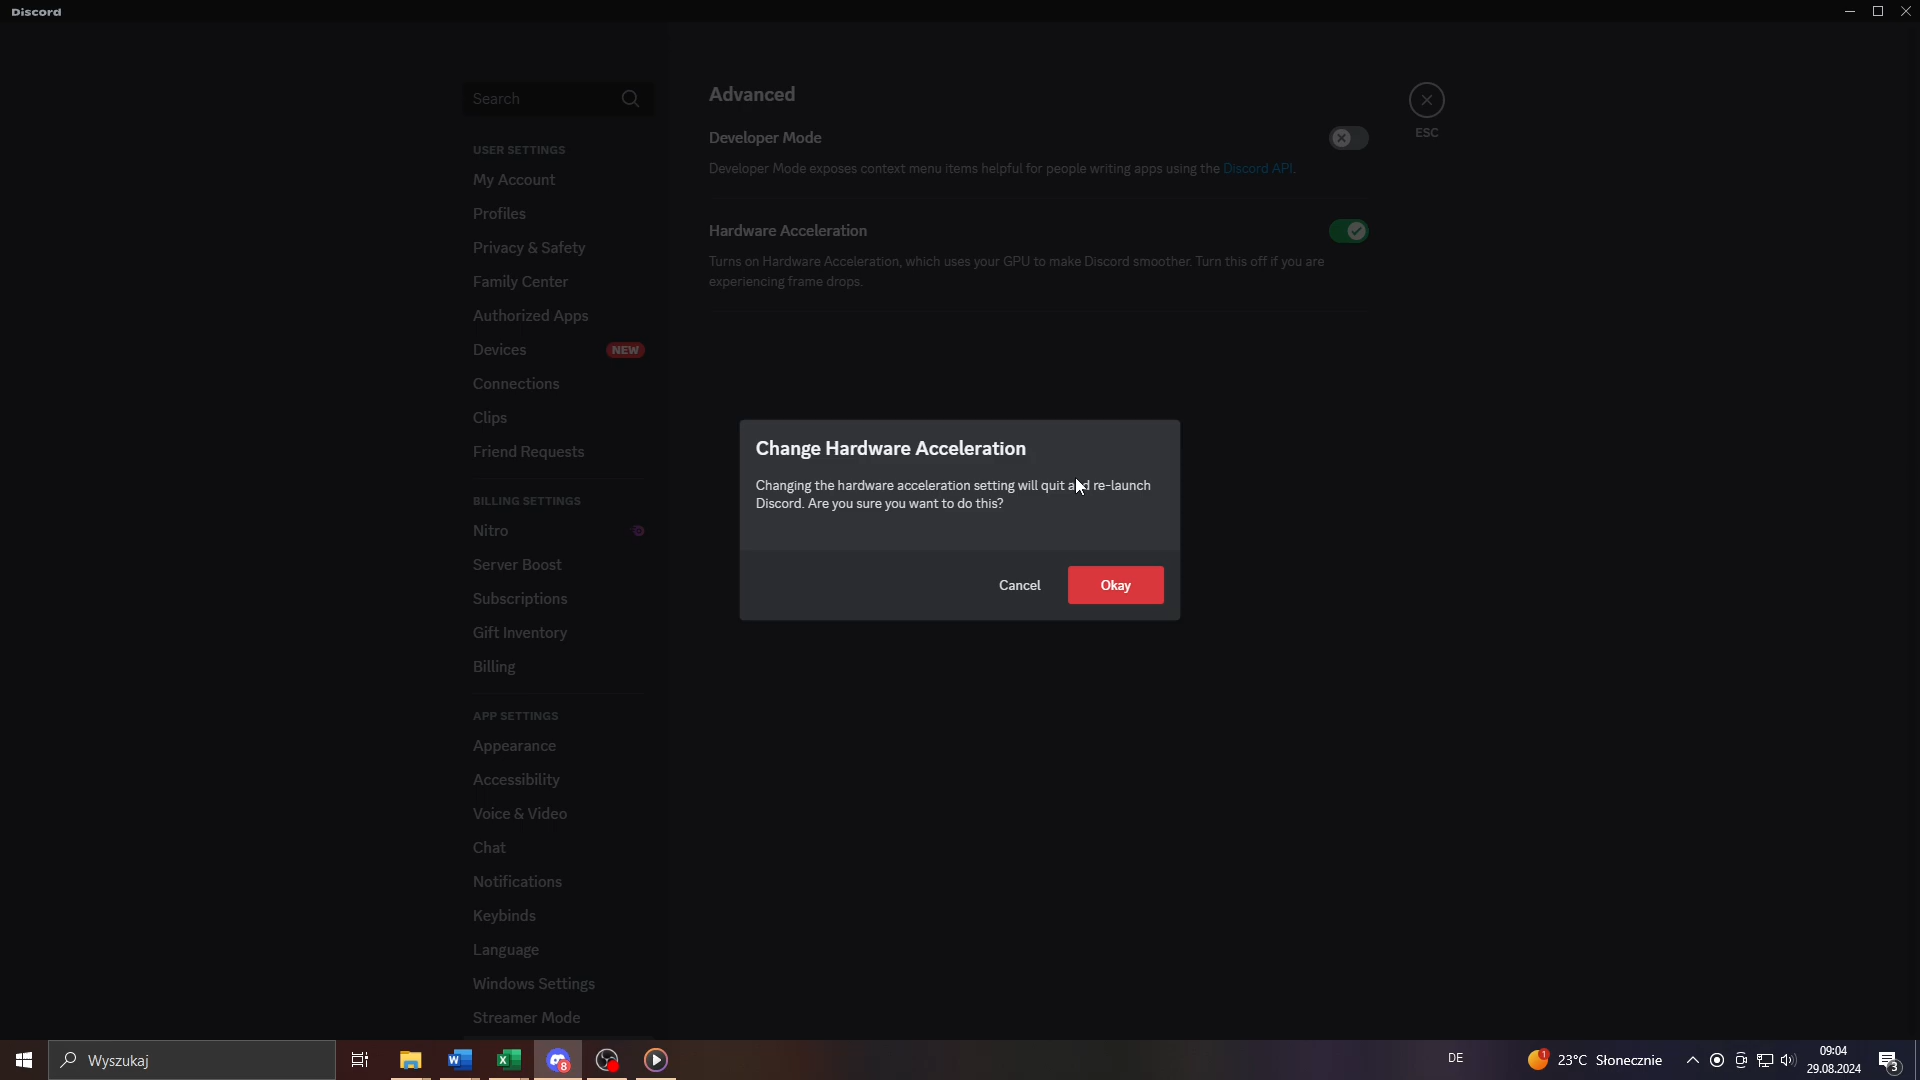 Discord
Search
USER SETTINGS
My Account
Profiles
Privacy & Safety
Family Center
Authorized Apps
Devices NEW
Connections
Clips
Friend Requests
BILLING SETTINGS
Nitro
Server Boost
Subscriptions
Gift Inventory
Billing
APP SETTINGS
Appearance
Accessibility
Voice & Video
Chat
Notifications
Keybinds
Language
Windows Settings
Streamer Mode
Advanced
Developer Mode
Developer Mode exposes context menu items helpful for people writing apps using the Discord API.
Hardware Acceleration
Turns on Hardware Acceleration, which uses your GPU to make Discord smoother. Turn this off if you are
experiencing frame drops.
ESC
Change Hardware Acceleration
Changing the hardware acceleration setting will quit and re-launch
Discord. Are you sure you want to do this?
Cancel
Okay
Wyszukaj
8
DE
1
23°C Słonecznie
09:04
29.08.2024
3